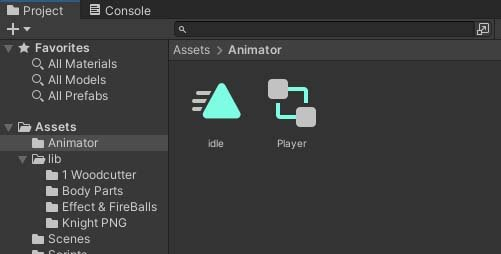 Project
Console
Favorites
All Materials
All Models
All Prefabs
Assets
Animator
lib
1 Woodcutter
Body Parts
Effect & FireBalls
Knight PNG
Scenes
Scripts
Assets > Animator
idle
Player